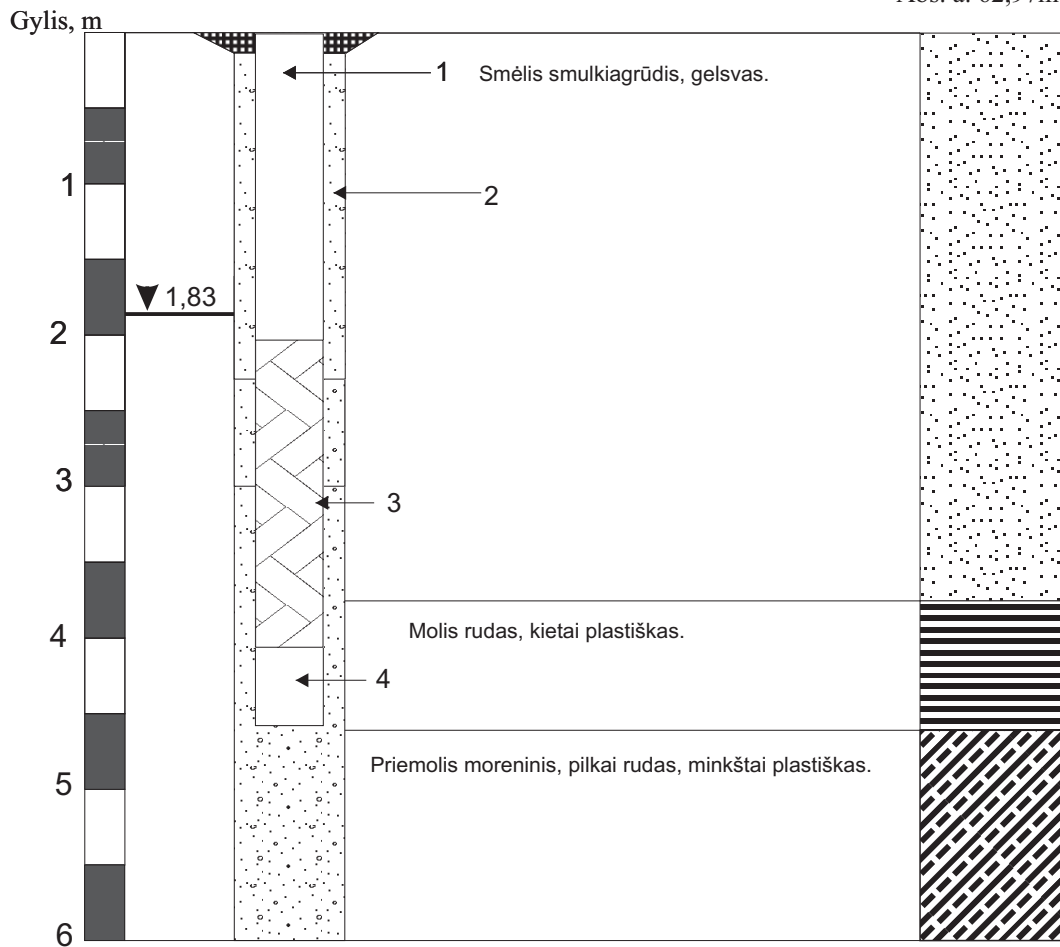 Gylis, m
1 Smėlis smulkiagrūdis, gelsvas.
1
2
1,83
2
3
3
Molis rudas, kietai plastiškas.
4
4
Priemolis moreninis, pilkai rudas, minkštai plastiškas.
5
6